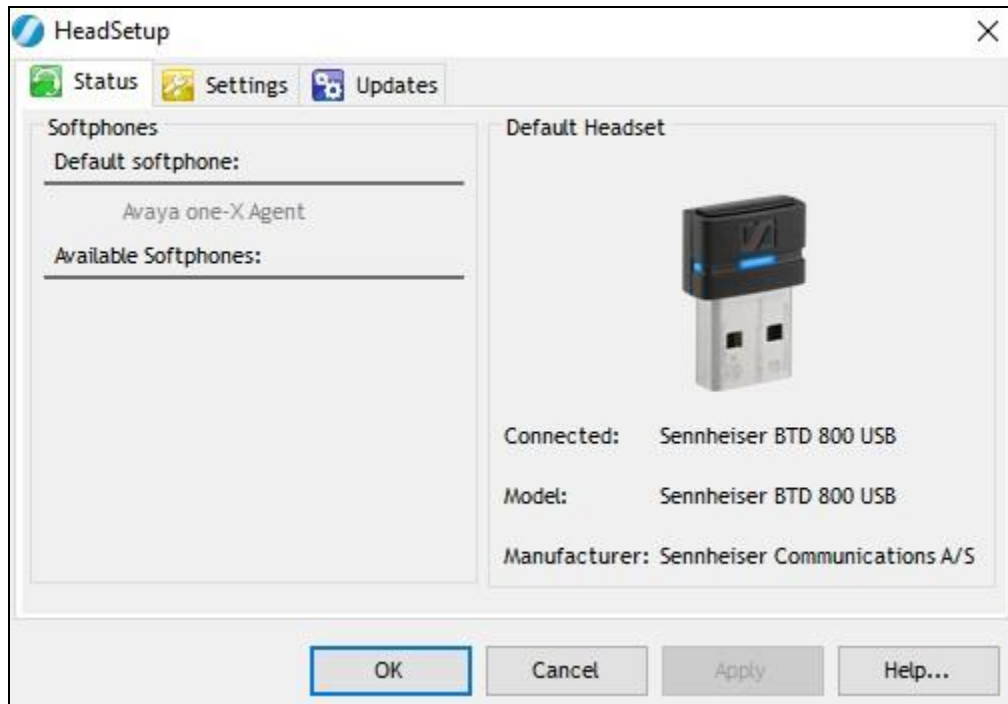 HeadSetup
Status Settings Updates
Softphones
Default softphone:
Avaya one-X Agent
Available Softphones:
Default Headset
Connected: Sennheiser BTD 800 USB
Model: Sennheiser BTD 800 USB
Manufacturer: Sennheiser Communications A/S
OK Cancel Apply Help...